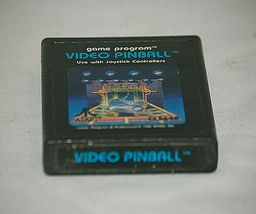 game program™
VIDEO PINBALL™
Use with Joystick Controllers
VIDEO PINBALL™